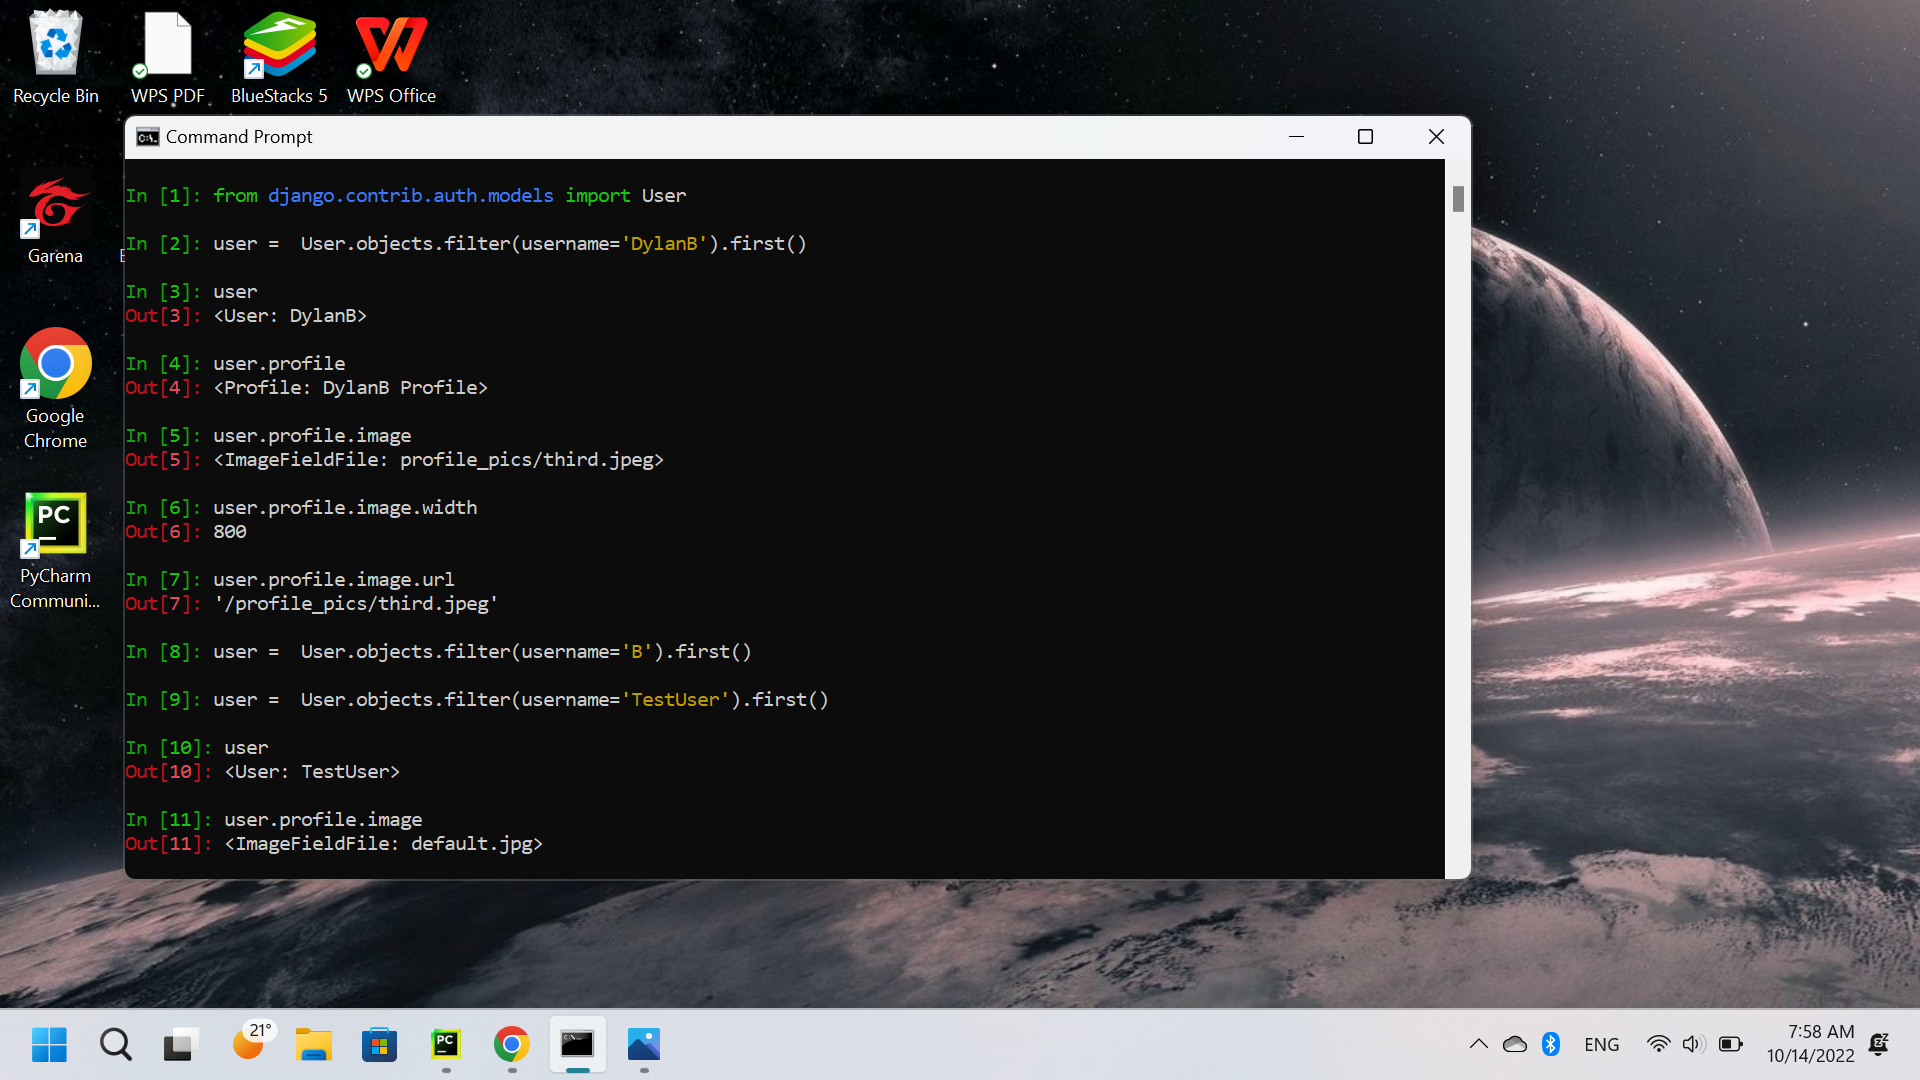 Recycle Bin
WPS PDF
BlueStacks 5
WPS Office
Garena
Google
Chrome
PC
PyCharm
Communi...
Command Prompt
In [1]: from django.contrib.auth.models import User
In [2]: user =  User.objects.filter(username='DylanB').first()
In [3]: user
Out[3]: <User: DylanB>
In [4]: user.profile
Out[4]: <Profile: DylanB Profile>
In [5]: user.profile.image
Out[5]: <ImageFieldFile: profile_pics/third.jpeg>
In [6]: user.profile.image.width
Out[6]: 800
In [7]: user.profile.image.url
Out[7]: '/profile_pics/third.jpeg'
In [8]: user =  User.objects.filter(username='B').first()
In [9]: user =  User.objects.filter(username='TestUser').first()
In [10]: user
Out[10]: <User: TestUser>
In [11]: user.profile.image
Out[11]: <ImageFieldFile: default.jpg>
21°
PC
ENG
7:58 AM
10/14/2022